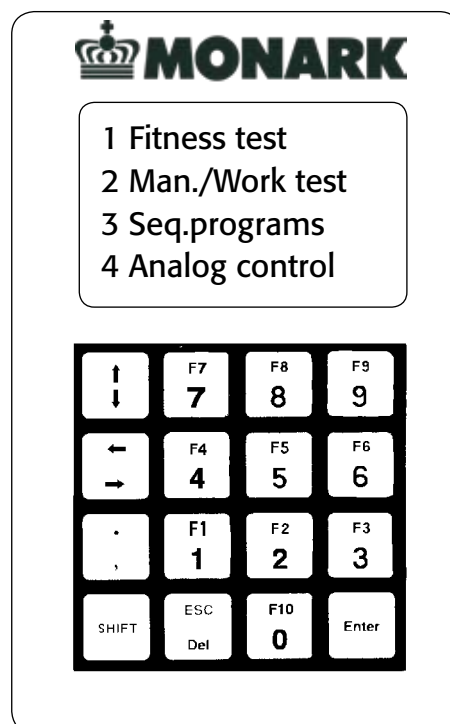 MONARK
1 Fitness test
2 Man./Work test
3 Seq.programs
4 Analog control
↑ F7 F8 F9
↓ 7 8 9
← F4 F5 F6
→ 4 5 6
. F1 F2 F3
, 1 2 3
SHIFT ESC F10 Enter
Del 0